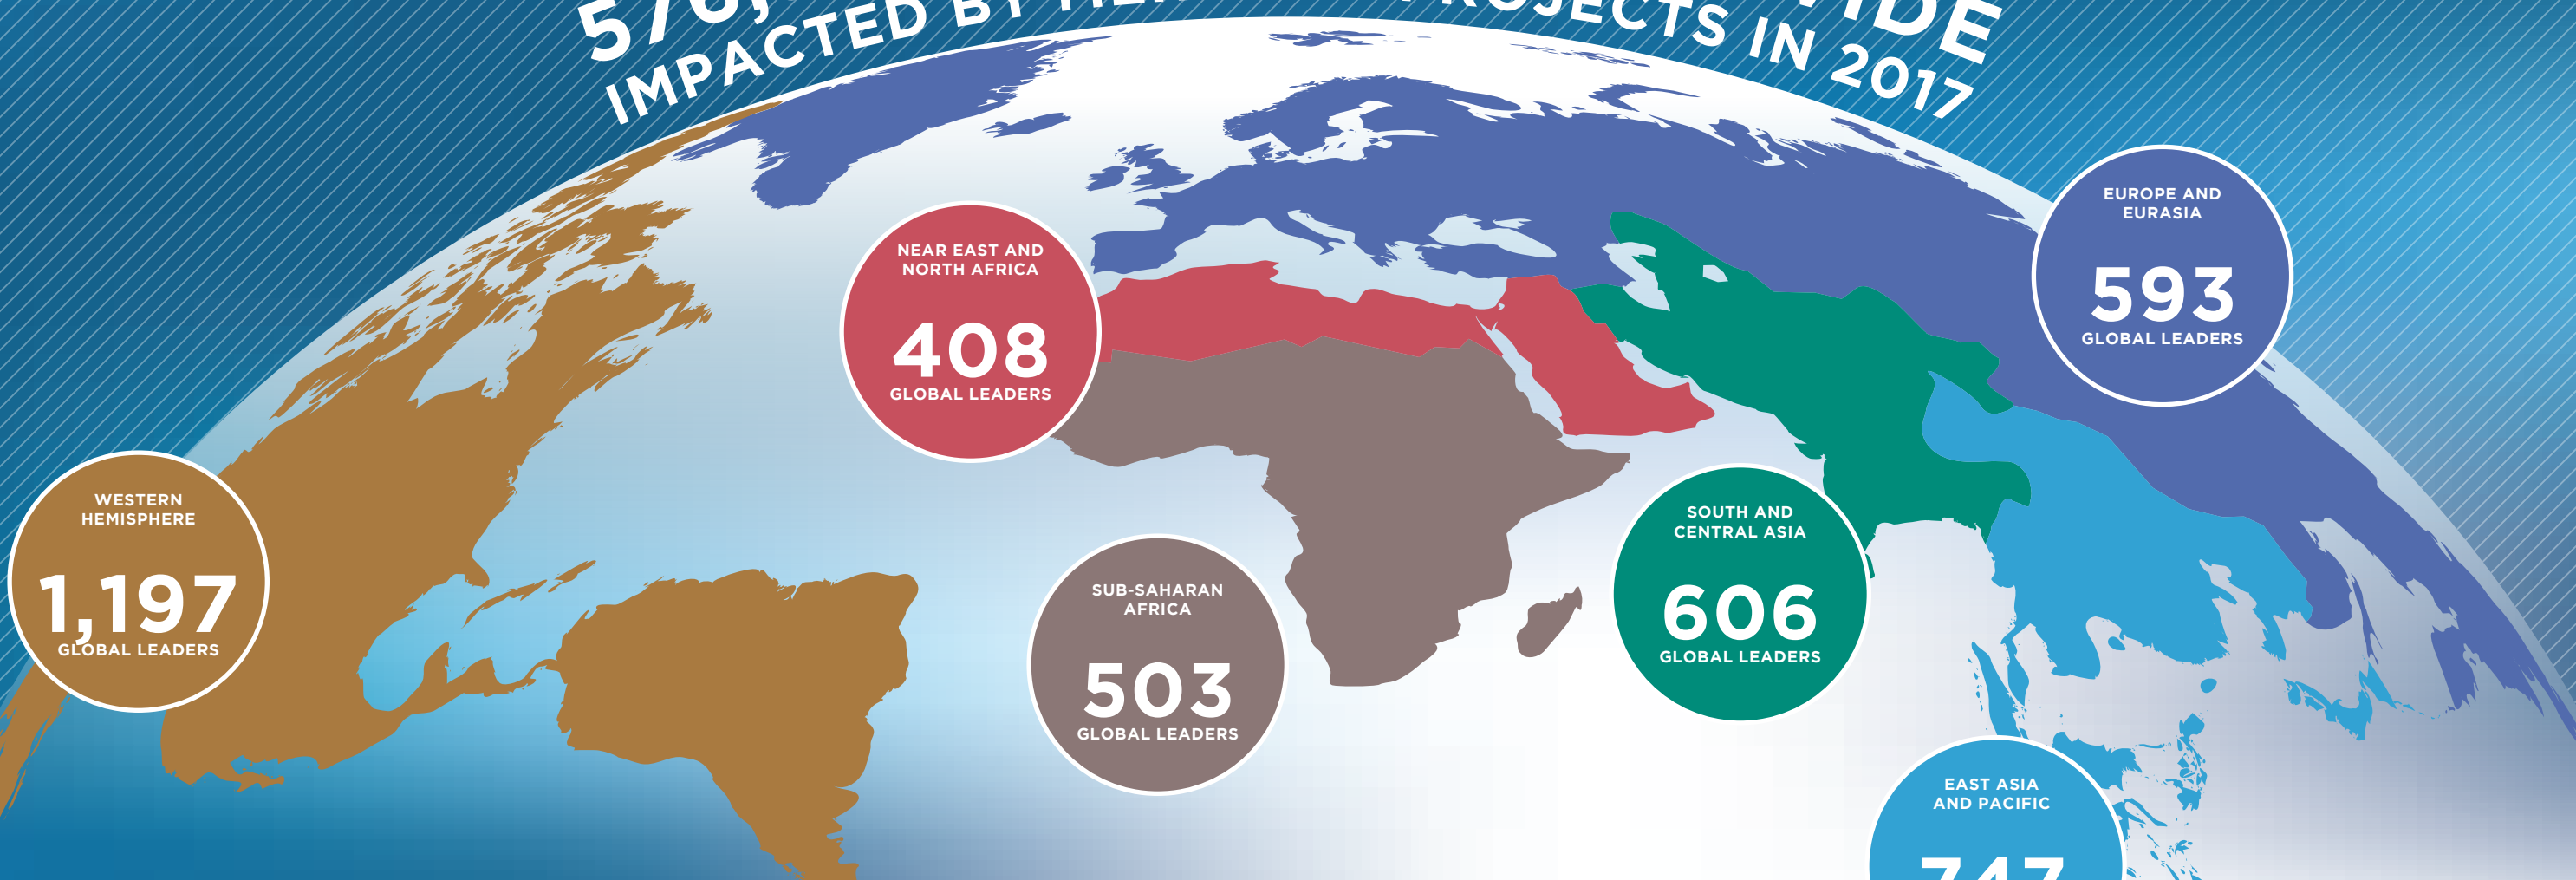 IMPACTED BY PROJECTS IN 2017
EUROPE AND
EURASIA
593
GLOBAL LEADERS
NEAR EAST AND
NORTH AFRICA
408
GLOBAL LEADERS
WESTERN
HEMISPHERE
1,197
GLOBAL LEADERS
SOUTH AND
CENTRAL ASIA
606
GLOBAL LEADERS
SUB-SAHARAN
AFRICA
503
GLOBAL LEADERS
EAST ASIA
AND PACIFIC
747